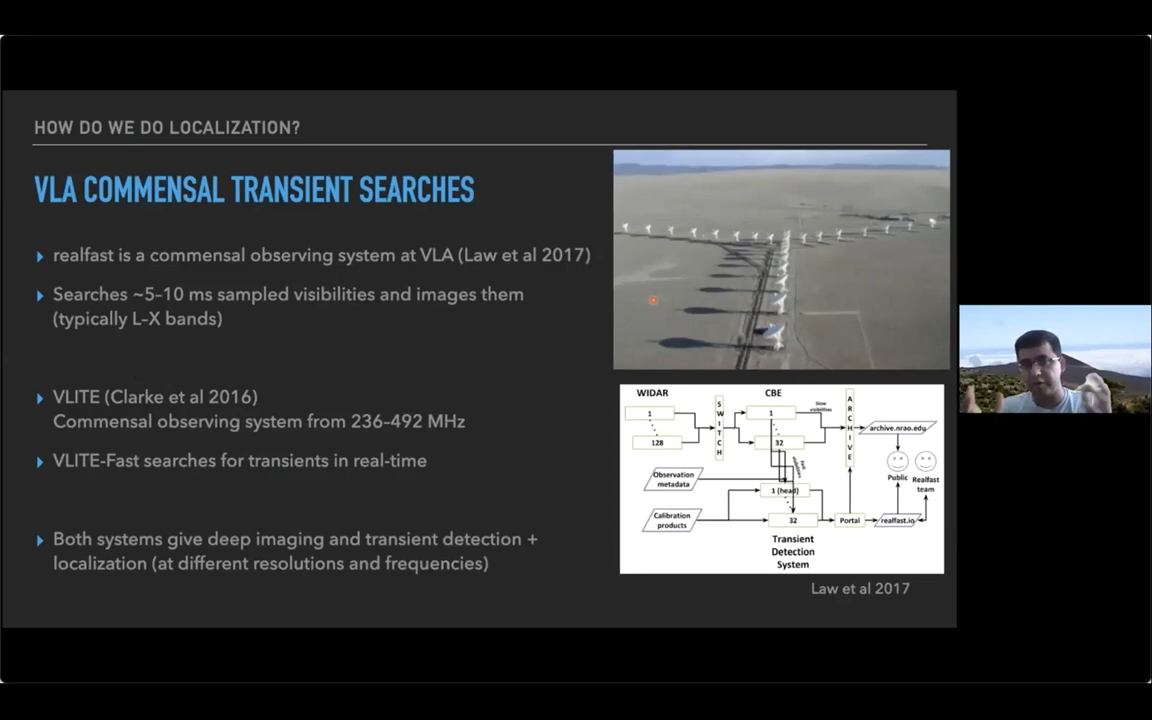 HOW DO WE DO LOCALIZATION?
VLA COMMENSAL TRANSIENT SEARCHES
realfast is a commensal observing system at VLA (Law et al 2017)
Searches ~5–10 ms sampled visibilities and images them
(typically L–X bands)
VLITE (Clarke et al 2016)
Commensal observing system from 236–492 MHz
VLITE-Fast searches for transients in real-time
Both systems give deep imaging and transient detection +
localization (at different resolutions and frequencies)
WIDAR
CBE
1
128
SWITCH
1
32
Slow
visibilities
Fast
visibilities
ARCHIVE
archive.nrao.edu
Public
Realfast
team
Observation
metadata
Calibration
products
1 (head)
32
Portal
realfast.io
Transient
Detection
System
Law et al 2017